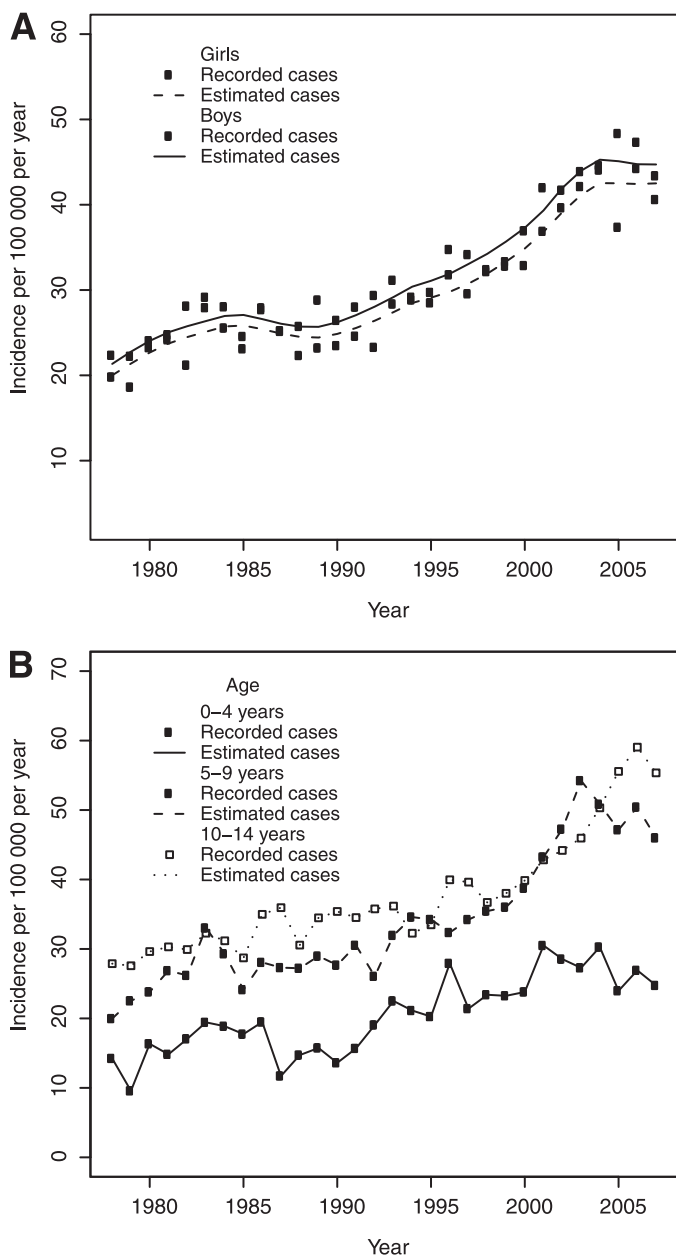 A
Incidence per 100 000 per year
60
50
40
30
20
10
Girls
Recorded cases
Estimated cases
Boys
Recorded cases
Estimated cases
1980 1985 1990 1995 2000 2005
Year
B
Incidence per 100 000 per year
70
60
50
40
30
20
10
0
Age
0–4 years
Recorded cases
Estimated cases
5–9 years
Recorded cases
Estimated cases
10–14 years
Recorded cases
Estimated cases
1980 1985 1990 1995 2000 2005
Year